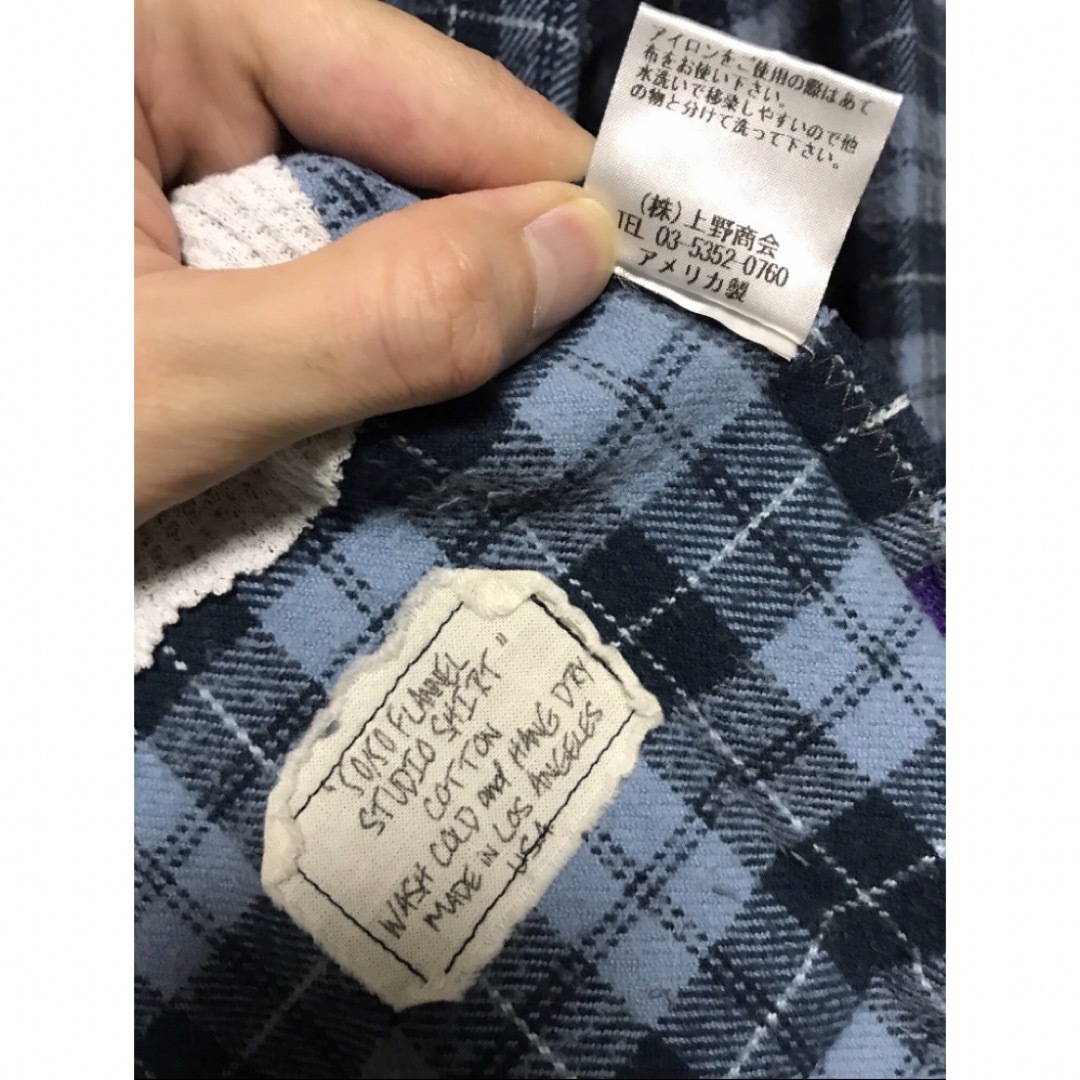 アイロンをご使用の際はあて
布をお使い下さい。
水洗いで移染しやすいので他
の物と分けて洗って下さい。
(株)上野商会
TEL 03-5352-0760
アメリカ製
FLANNEL
STUDIO SHIRT"
COTTON
WASH COLD and HANG DRY
MADE IN LOS ANGELES
USA